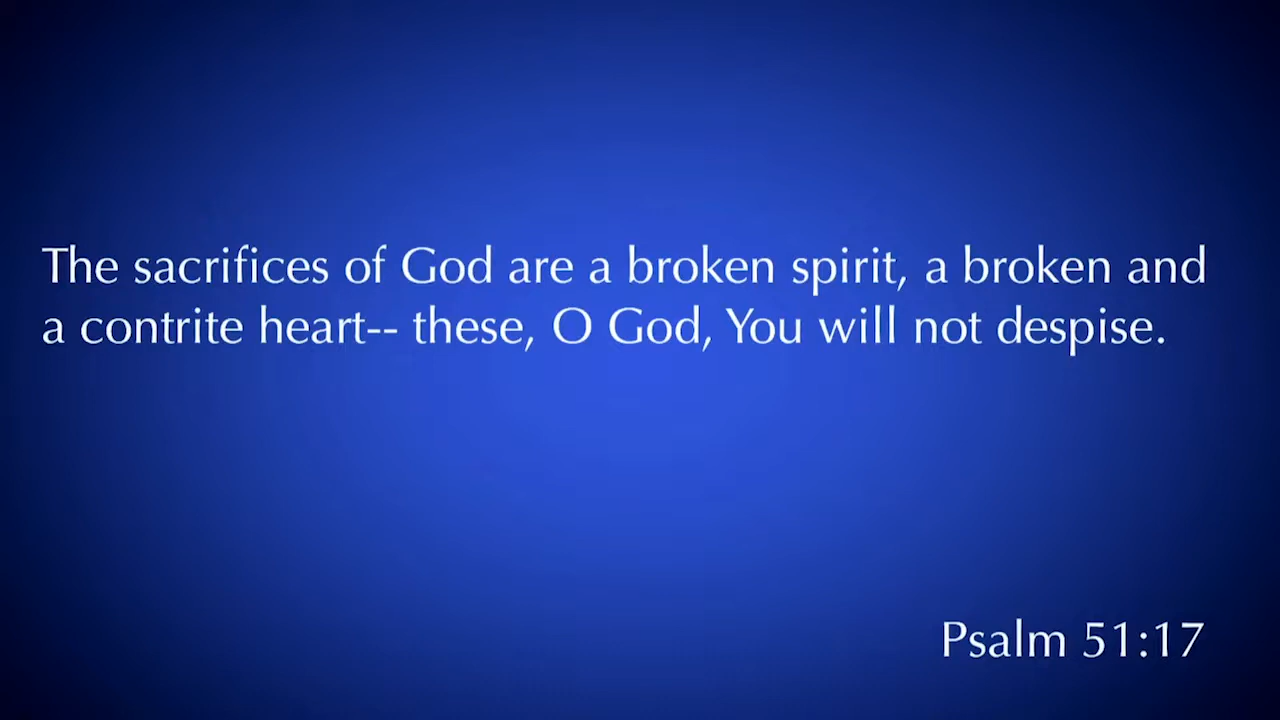 The sacrifices of God are a broken spirit, a broken and
a contrite heart-- these, O God, You will not despise.
Psalm 51:17